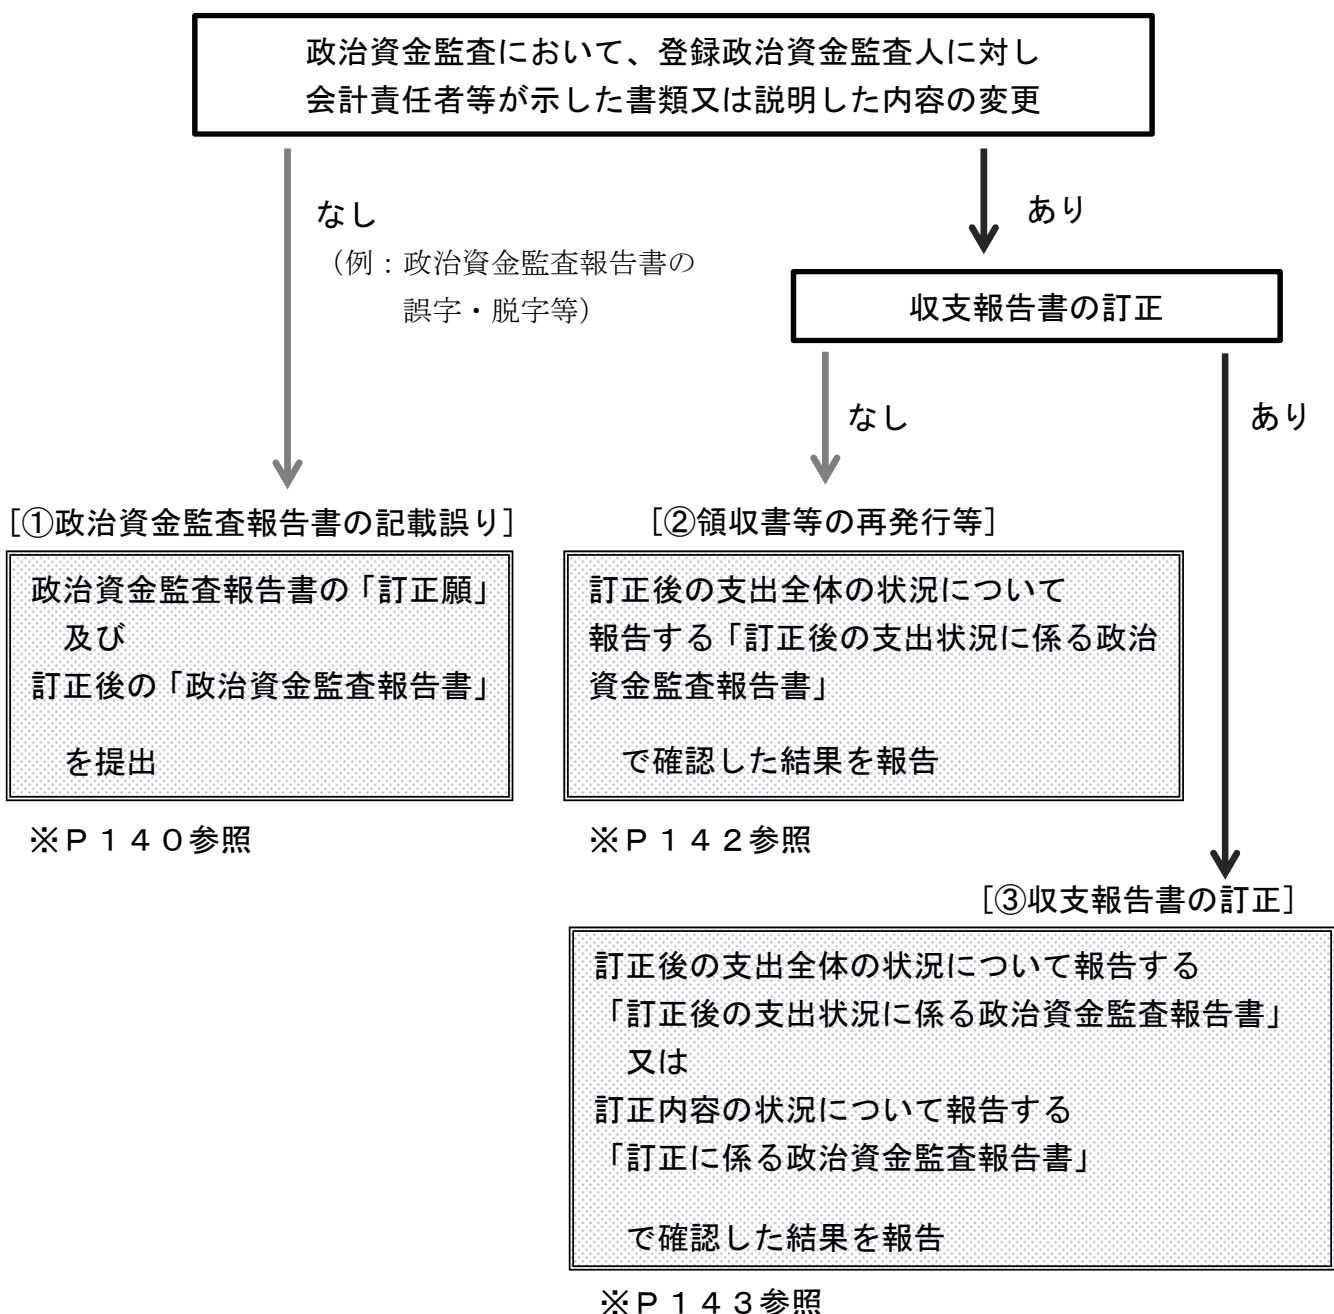 政治資金監査において、登録政治資金監査人に対し
会計責任者等が示した書類又は説明した内容の変更
なし
（例：政治資金監査報告書の
誤字・脱字等）
あり
収支報告書の訂正
なし
あり
[①政治資金監査報告書の記載誤り]
政治資金監査報告書の「訂正願」
及び
訂正後の「政治資金監査報告書」
を提出
※Ｐ１４０参照
[②領収書等の再発行等]
訂正後の支出全体の状況について
報告する「訂正後の支出状況に係る政治
資金監査報告書」
で確認した結果を報告
※Ｐ１４２参照
[③収支報告書の訂正]
訂正後の支出全体の状況について報告する
「訂正後の支出状況に係る政治資金監査報告書」
又は
訂正内容の状況について報告する
「訂正に係る政治資金監査報告書」
で確認した結果を報告
※Ｐ１４３参照